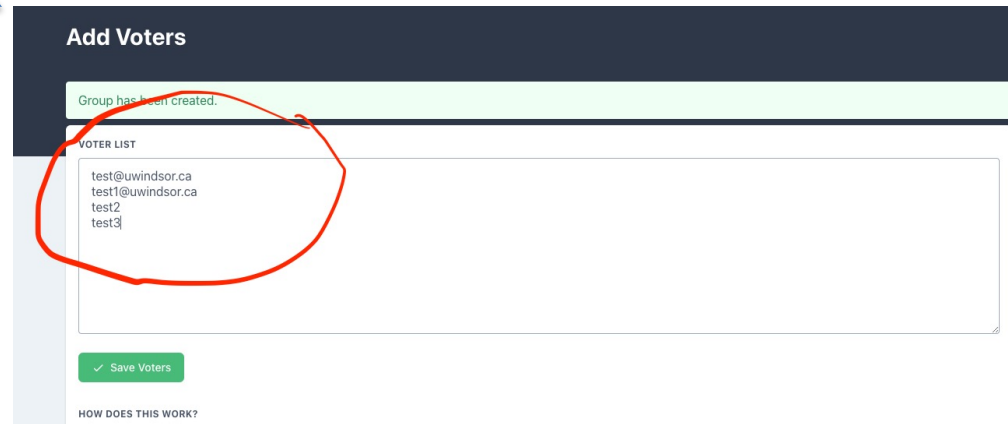 Add Voters
Group has been created.
VOTER LIST
test@uwindsor.ca
test1@uwindsor.ca
test2
test3
Save Voters
HOW DOES THIS WORK?